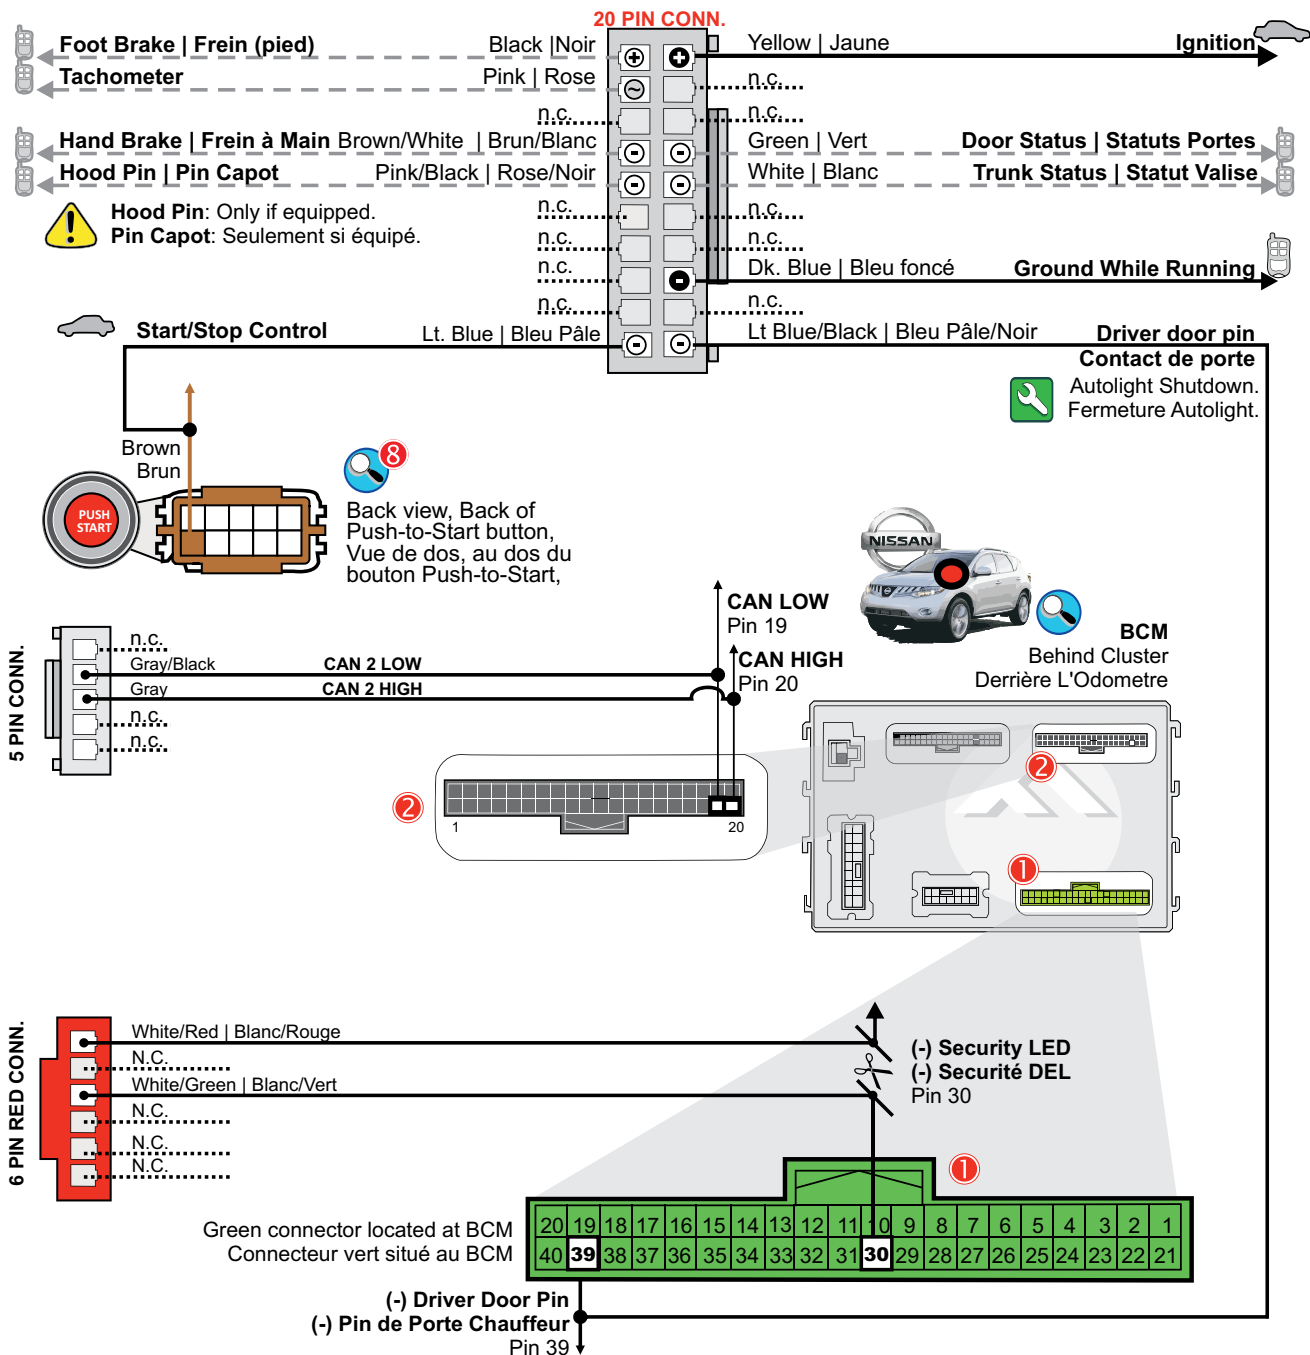 20 PIN CONN.
Foot Brake | Frein (pied)
Black |Noir
Yellow | Jaune
Ignition
Tachometer
Pink | Rose
n.c.
n.c.
n.c.
Hand Brake | Frein à Main
Brown/White | Brun/Blanc
Green | Vert
Door Status | Statuts Portes
Hood Pin | Pin Capot
Pink/Black | Rose/Noir
White | Blanc
Trunk Status | Statut Valise
Hood Pin: Only if equipped.
Pin Capot: Seulement si équipé.
n.c.
n.c.
n.c.
n.c.
n.c.
Dk. Blue | Bleu foncé
Ground While Running
n.c.
n.c.
Start/Stop Control
Lt. Blue | Bleu Pâle
Lt Blue/Black | Bleu Pâle/Noir
Driver door pin
Contact de porte
Autolight Shutdown.
Fermeture Autolight.
Brown
Brun
PUSH
START
8
Back view, Back of
Push-to-Start button,
Vue de dos, au dos du
bouton Push-to-Start,
NISSAN
BCM
Behind Cluster
Derrière L'Odometre
CAN LOW
Pin 19
CAN HIGH
Pin 20
5 PIN CONN.
n.c.
Gray/Black
CAN 2 LOW
Gray
CAN 2 HIGH
n.c.
n.c.
2
1
20
2
1
6 PIN RED CONN.
White/Red | Blanc/Rouge
N.C.
White/Green | Blanc/Vert
N.C.
N.C.
N.C.
(-) Security LED
(-) Securité DEL
Pin 30
1
Green connector located at BCM
Connecteur vert situé au BCM
20 19 18 17 16 15 14 13 12 11 10 9 8 7 6 5 4 3 2 1
40 39 38 37 36 35 34 33 32 31 30 29 28 27 26 25 24 23 22 21
(-) Driver Door Pin
(-) Pin de Porte Chauffeur
Pin 39